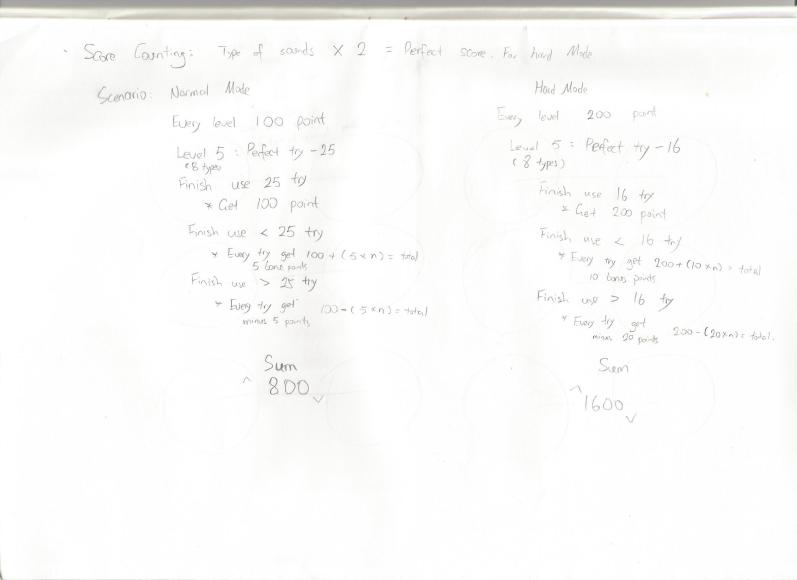 Score Counting: Type of sounds × 2 = Perfect score. For hard Mode
Scenario: Normal Mode
Every level 100 point
Level 5 : Perfect try - 25
(8 types
Finish use 25 try
* Get 100 point
Finish use < 25 try
* Every try get 100 + (5 × n) = total
5 bonus points
Finish use > 25 try
* Every try get 100 - (5 × n) = total
minus 5 points
Sum
^ 800 v
Hard Mode
Every level 200 point
Level 5 : Perfect try - 16
(8 types)
Finish use 16 try
* Get 200 point
Finish use < 16 try
* Every try get 200 + (10 × n) = total
10 bonus points
Finish use > 16 try
* Every try get 200 - (20 × n) = total.
minus 20 points
Sum
^ 1600 v